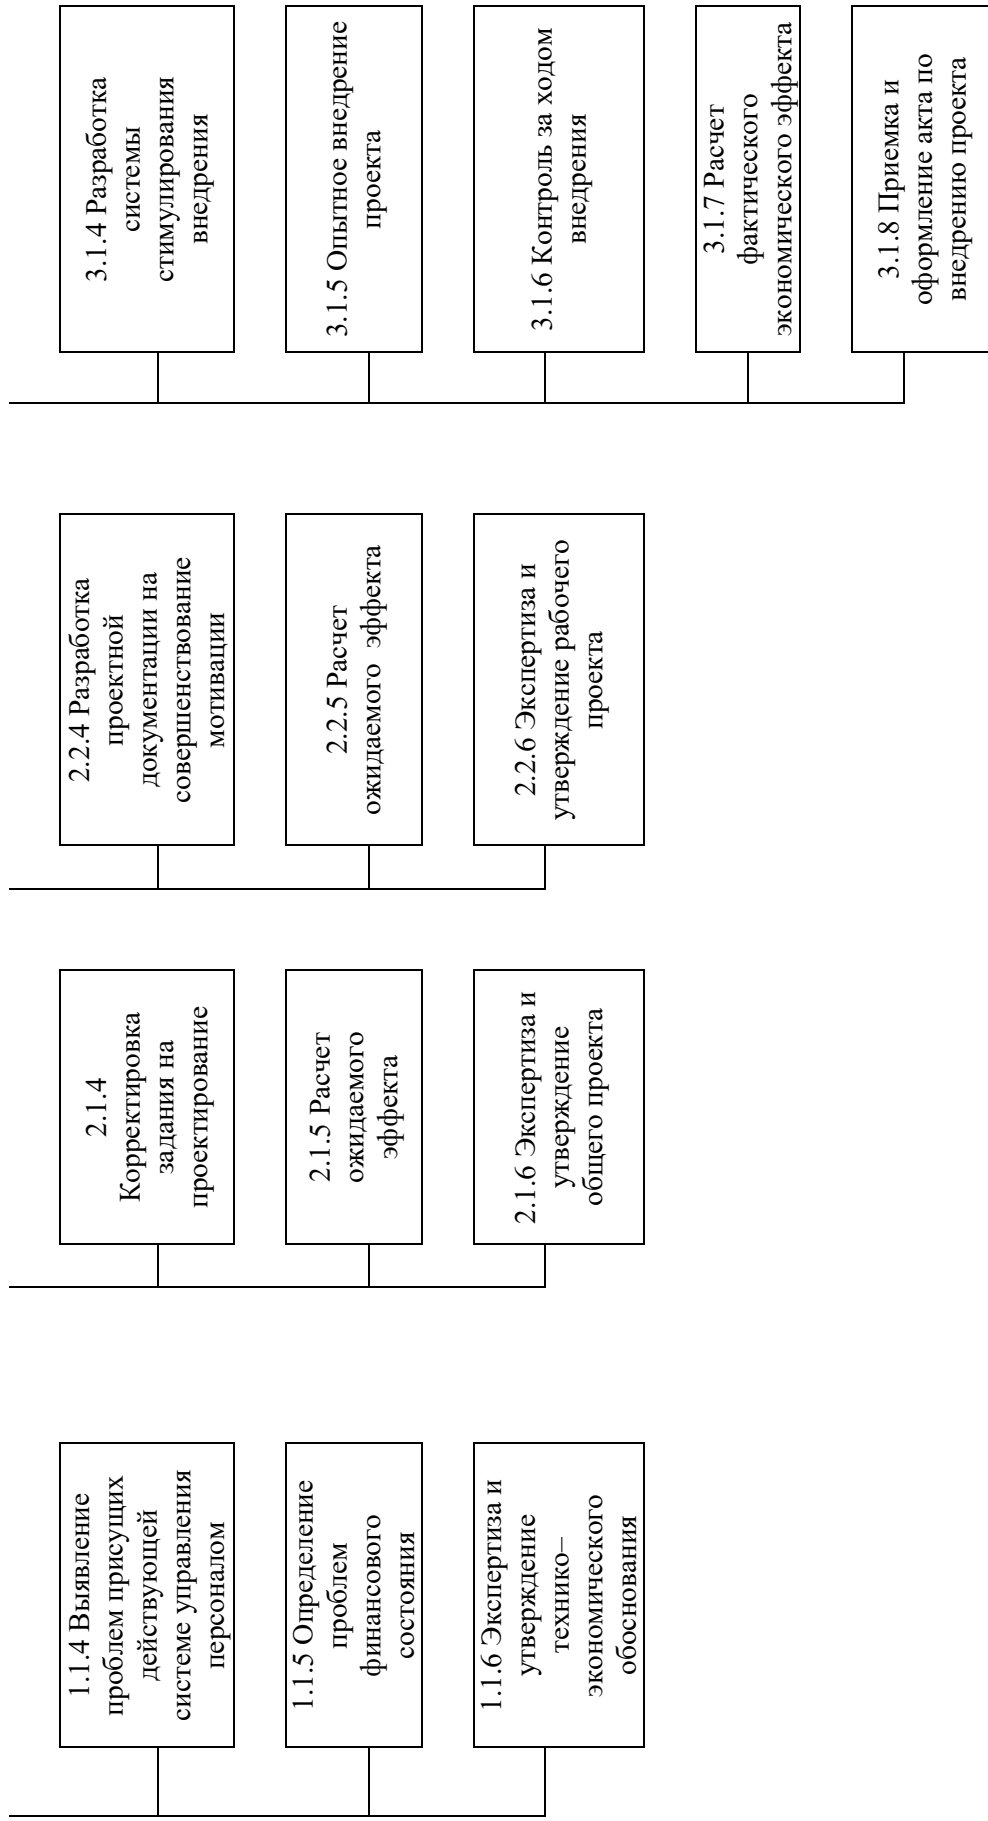 1.1.4 Выявление
проблем присущих
действующей
системе управления
персоналом
1.1.5 Определение
проблем
финансового
состояния
1.1.6 Экспертиза и
утверждение
технико–
экономического
обоснования
2.1.4
Корректировка
задания на
проектирование
2.1.5 Расчет
ожидаемого
эффекта
2.1.6 Экспертиза и
утверждение
общего проекта
2.2.4 Разработка
проектной
документации на
совершенствование
мотивации
2.2.5 Расчет
ожидаемого эффекта
2.2.6 Экспертиза и
утверждение рабочего
проекта
3.1.4 Разработка
системы
стимулирования
внедрения
3.1.5 Опытное внедрение
проекта
3.1.6 Контроль за ходом
внедрения
3.1.7 Расчет
фактического
экономического эффекта
3.1.8 Приемка и
оформление акта по
внедрению проекта